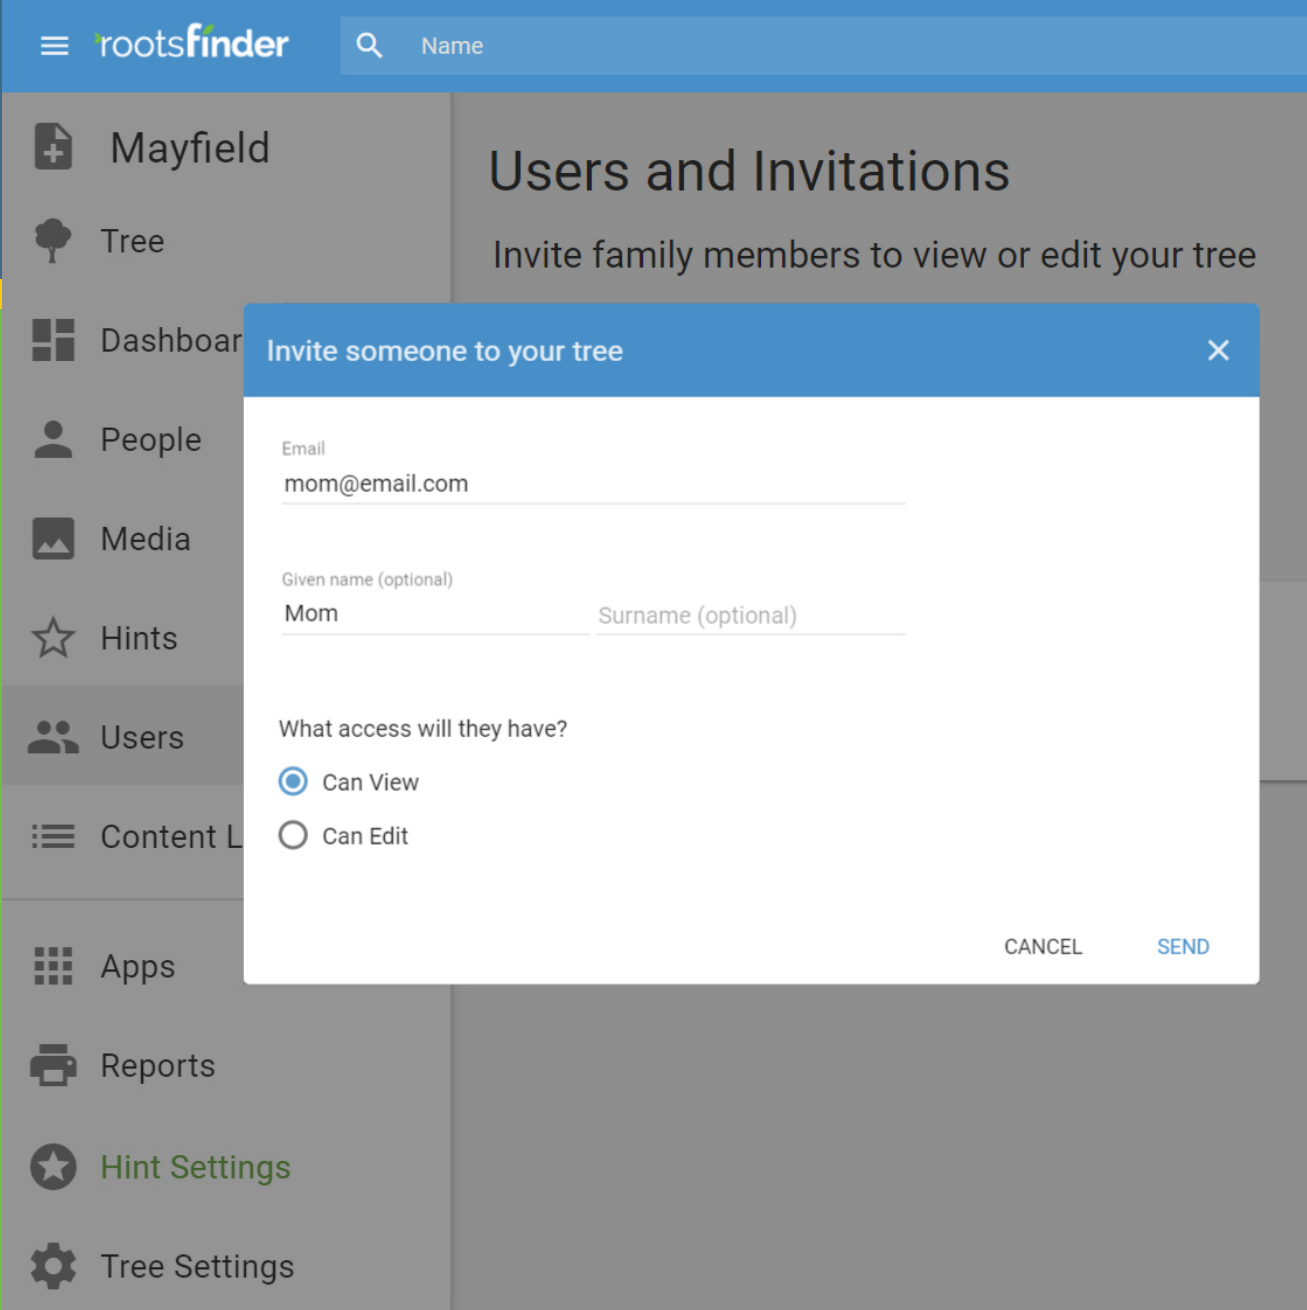 rootsfinder
Name
Mayfield
Tree
Dashboar
People
Media
Hints
Users
Content L
Apps
Reports
Hint Settings
Tree Settings
Users and Invitations
Invite family members to view or edit your tree
Invite someone to your tree
Email
mom@email.com
Given name (optional)
Mom
Surname (optional)
What access will they have?
Can View
Can Edit
CANCEL
SEND